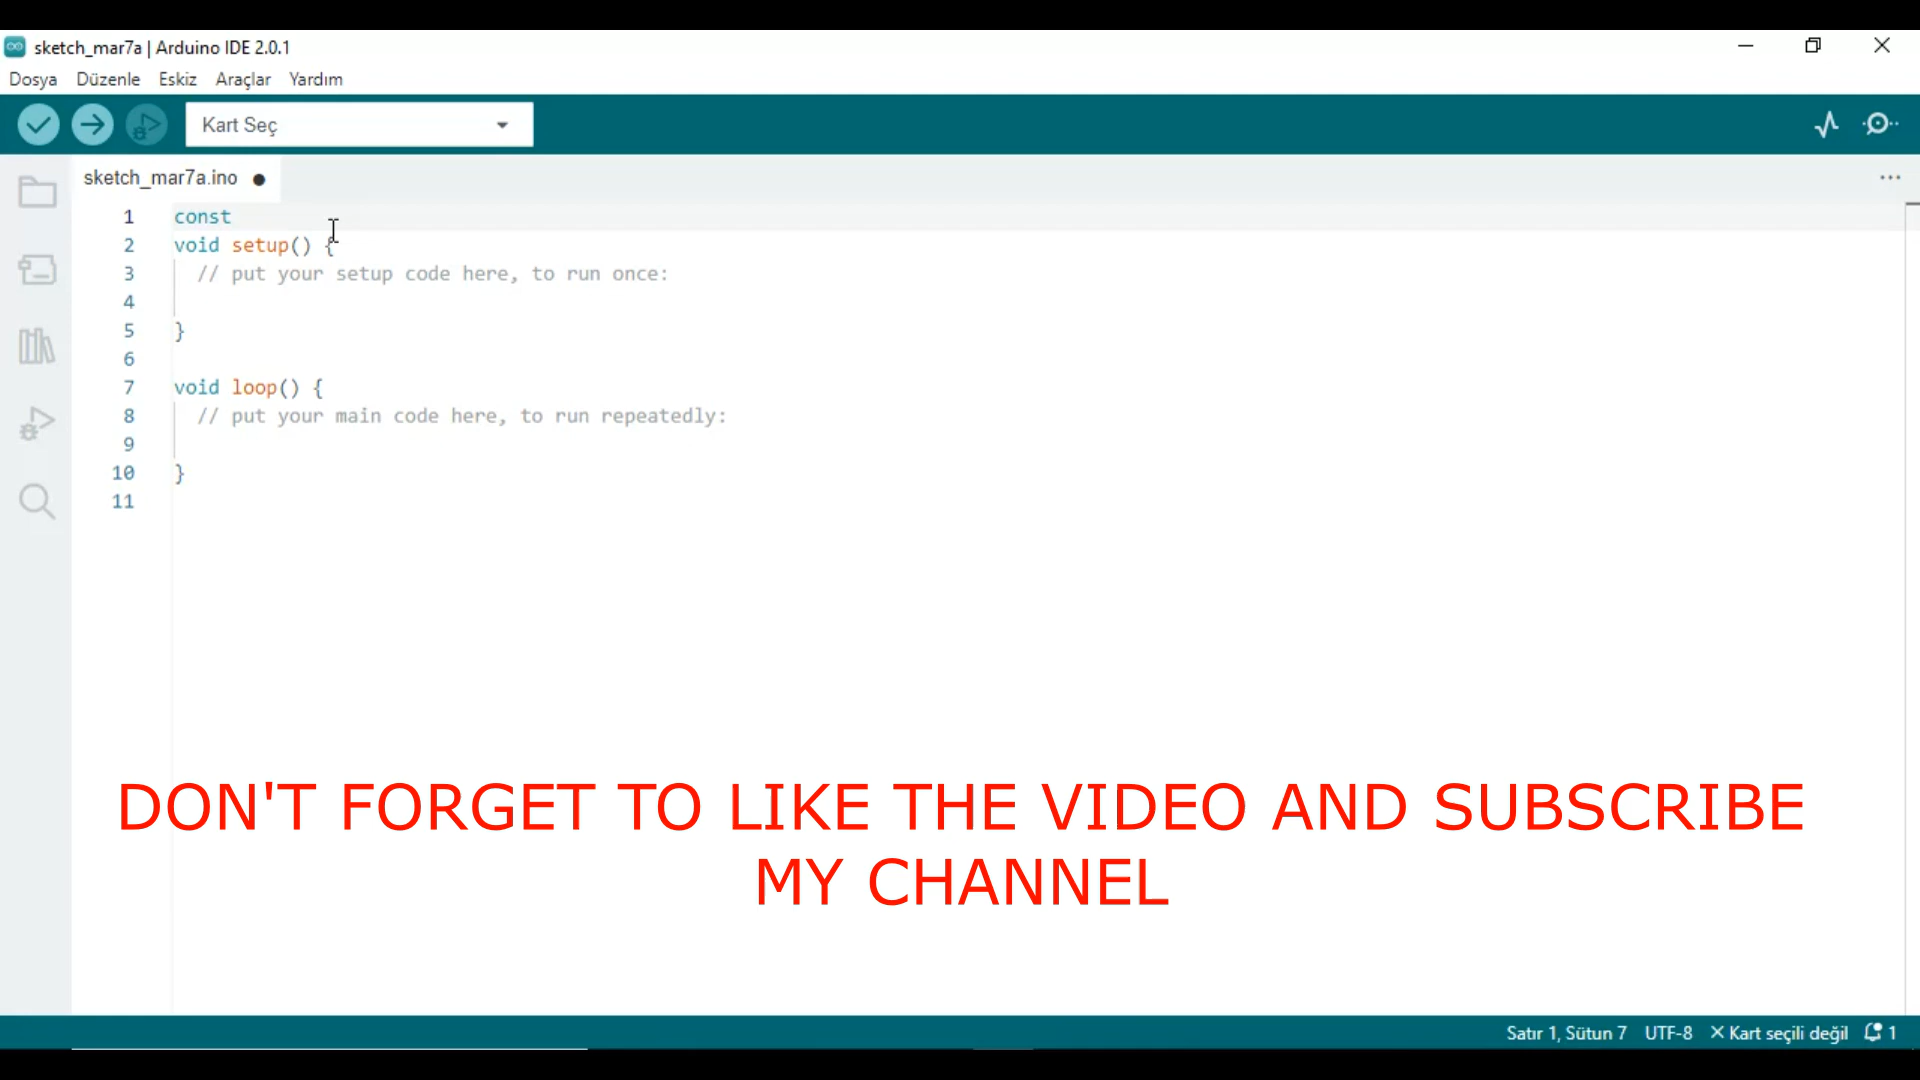 sketch_mar7a | Arduino IDE 2.0.1
Dosya Düzenle Eskiz Araçlar Yardım
Kart Seç
sketch_mar7a.ino
1 const
2 void setup() {
3 // put your setup code here, to run once:
4
5 }
6
7 void loop() {
8 // put your main code here, to run repeatedly:
9
10 }
11
DON'T FORGET TO LIKE THE VIDEO AND SUBSCRIBE
MY CHANNEL
Satır 1, Sütun 7 UTF-8 Kart seçili değil 1